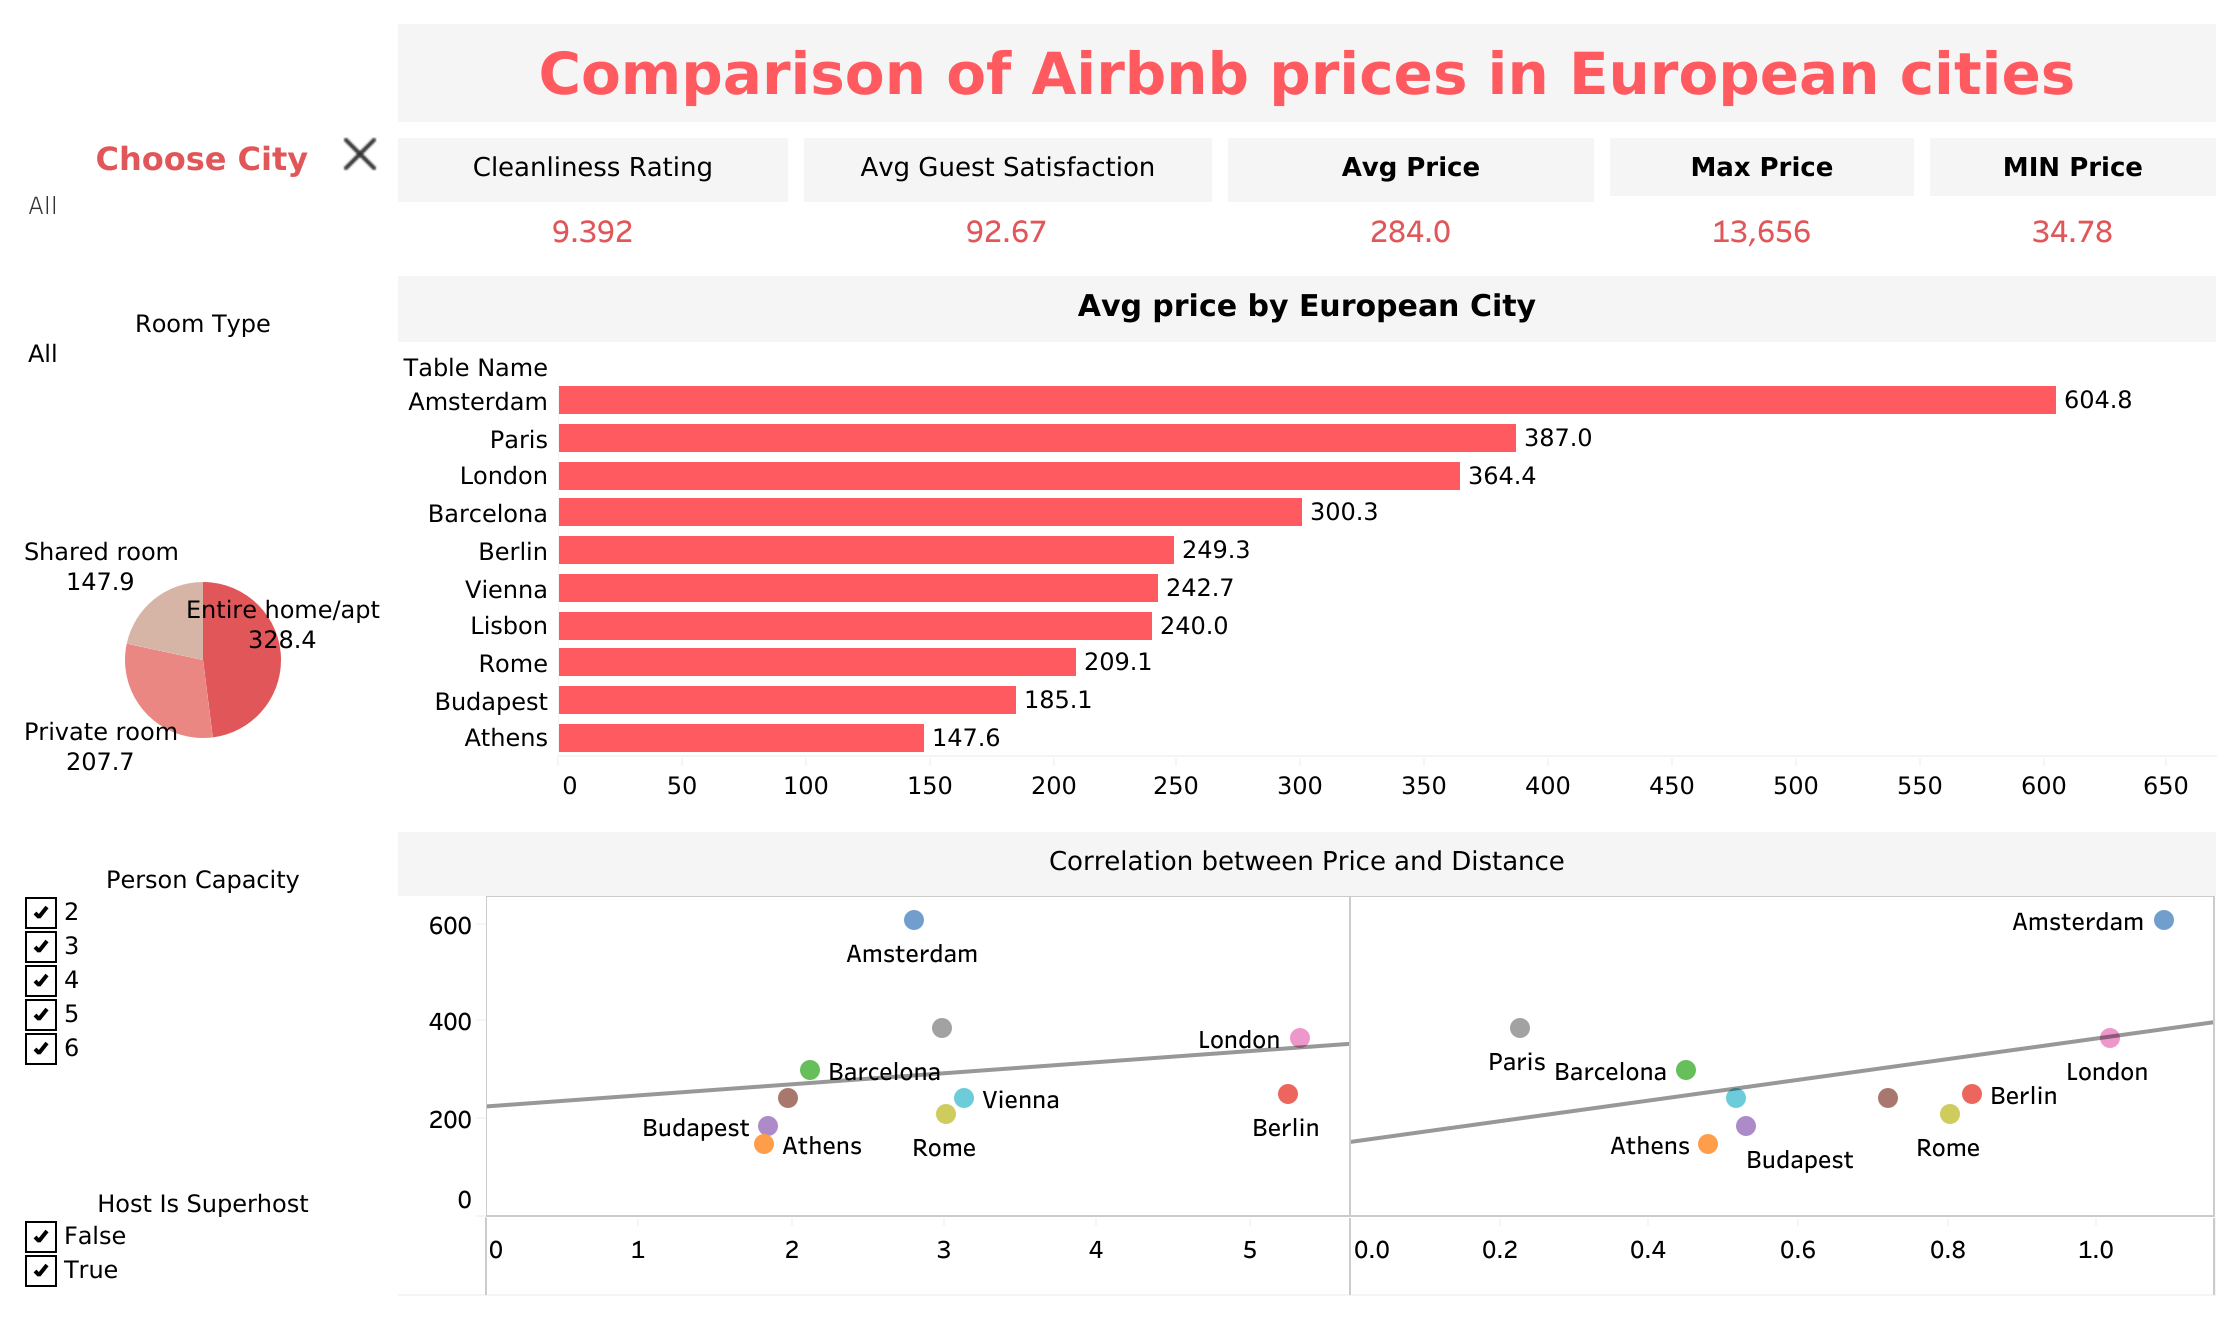 Comparison of Airbnb prices in European cities
Choose City
All
Cleanliness Rating
9.392
Avg Guest Satisfaction
92.67
Avg Price
284.0
Max Price
13,656
MIN Price
34.78
Room Type
All
Shared room
147.9
Entire home/apt
328.4
Private room
207.7
Avg price by European City
Table Name
Amsterdam 604.8
Paris 387.0
London 364.4
Barcelona 300.3
Berlin 249.3
Vienna 242.7
Lisbon 240.0
Rome 209.1
Budapest 185.1
Athens 147.6
0 50 100 150 200 250 300 350 400 450 500 550 600 650
Person Capacity
2
3
4
5
6
Host Is Superhost
False
True
Correlation between Price and Distance
600
400
200
0
Amsterdam
London
Barcelona
Vienna
Budapest
Athens
Rome
Berlin
0 1 2 3 4 5
Amsterdam
Paris
Barcelona
London
Berlin
Athens
Budapest
Rome
0.0 0.2 0.4 0.6 0.8 1.0